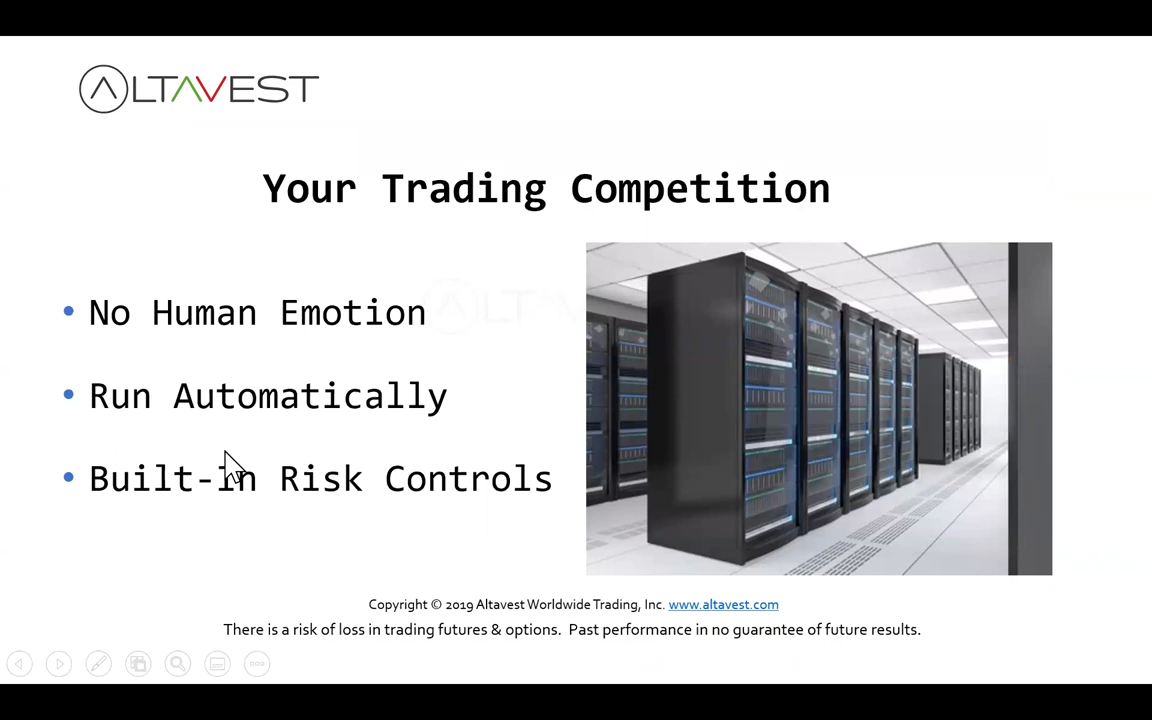 ALTAVEST
Your Trading Competition
• No Human Emotion
• Run Automatically
• Built-in Risk Controls
ALTAV
Copyright © 2019 Altavest Worldwide Trading, Inc. www.altavest.com
There is a risk of loss in trading futures & options. Past performance in no guarantee of future results.